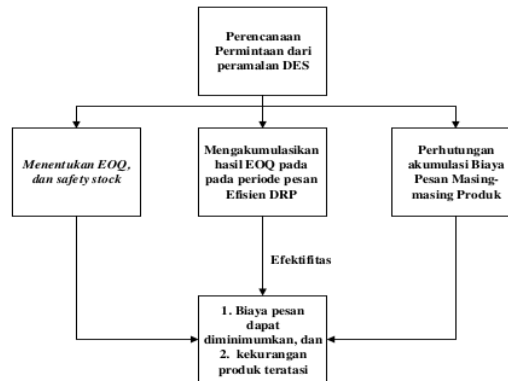 Perencanaan
Permintaan dari
peramalan DES
Menentukan EOQ,
dan safety stock
Mengakumulasikan
hasil EOQ pada
pada periode pesan
Efisien DRP
Perhutungan
akumulasi Biaya
Pesan Masing-
masing Produk
Efektifitas
1. Biaya pesan
dapat
diminimumkan, dan
2. kekurangan
produk teratasi